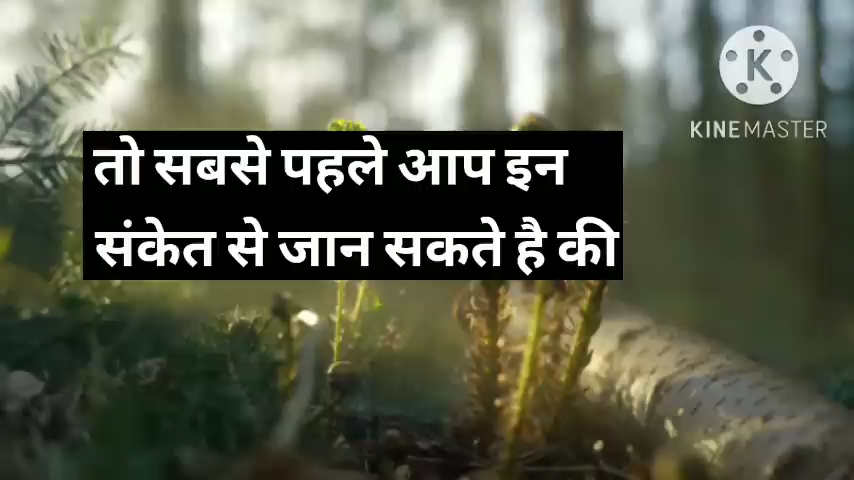 K
KINEMASTER
तो सबसे पहले आप इन
संकेत से जान सकते है की